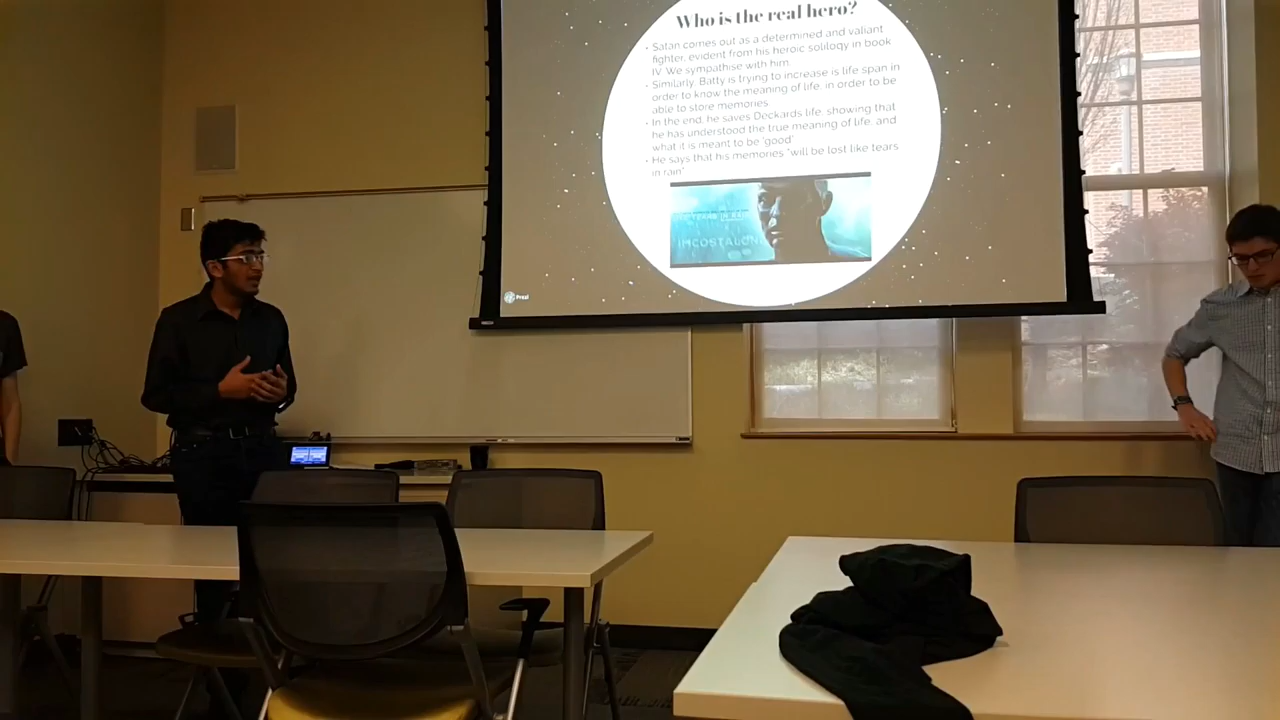 Who is the real hero?
• Satan comes out as a determined and valiant
fighter, evident from his heroic soliloqy in book
IV. We sympathise with him.
• Similarly, Batty is trying to increase is life span in
order to know the meaning of life, in order to be
able to store memories.
• In the end, he saves Deckards life, showing that
he has understood the true meaning of life, and
what it is meant to be 'good'
• He says that his memories "will be lost like tears
in rain"
TEARS IN RAIN
Prezi